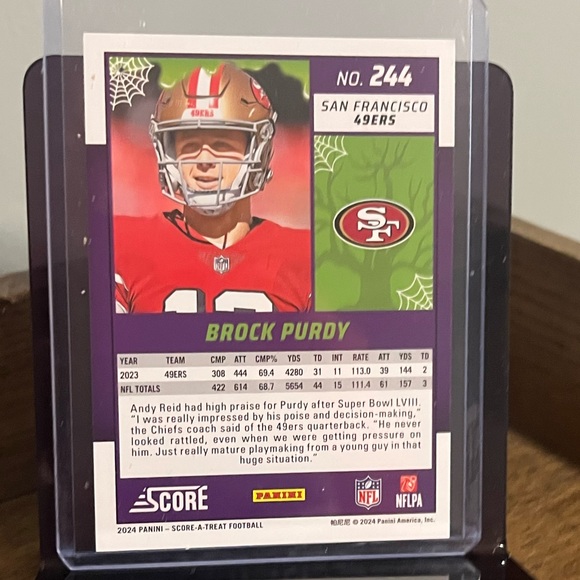 NO. 244
SAN FRANCISCO
49ERS
49ERS
SF
NFL
BROCK PURDY
YEAR TEAM CMP ATT CMP% YDS TD INT RATE ATT YDS TD
2023 49ERS 308 444 69.4 4280 31 11 113.0 39 144 2
NFL TOTALS 422 614 68.7 5654 44 15 111.4 61 157 3
Andy Reid had high praise for Purdy after Super Bowl LVIII.
"I was really impressed by his poise and decision-making,"
the Chiefs coach said of the 49ers quarterback. "He never
looked rattled, even when we were getting pressure on
him. Just really mature playmaking from a young guy in that
huge situation."
SCORE
PANINI
NFL
NFLPA
2024 PANINI – SCORE-A-TREAT FOOTBALL
帕尼尼 © 2024 Panini America, Inc.